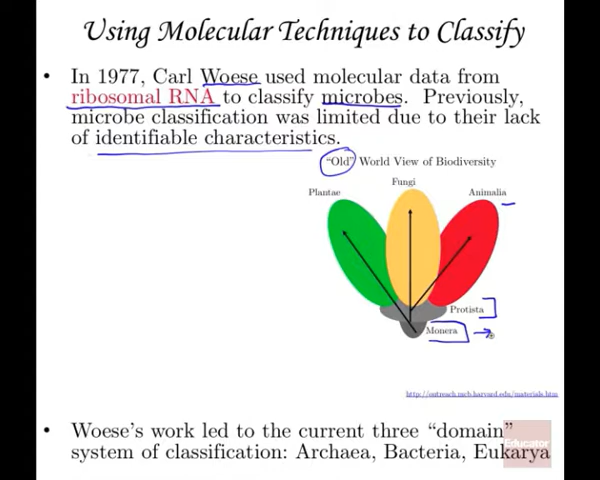 Using Molecular Techniques to Classify
• In 1977, Carl Woese used molecular data from
ribosomal RNA to classify microbes. Previously,
microbe classification was limited due to their lack
of identifiable characteristics.
"Old" World View of Biodiversity
Fungi
Plantae
Animalia
Protista
Monera
http://outreach.mcb.harvard.edu/materials.htm
• Woese's work led to the current three "domain"
system of classification: Archaea, Bacteria, Eukarya
Educator